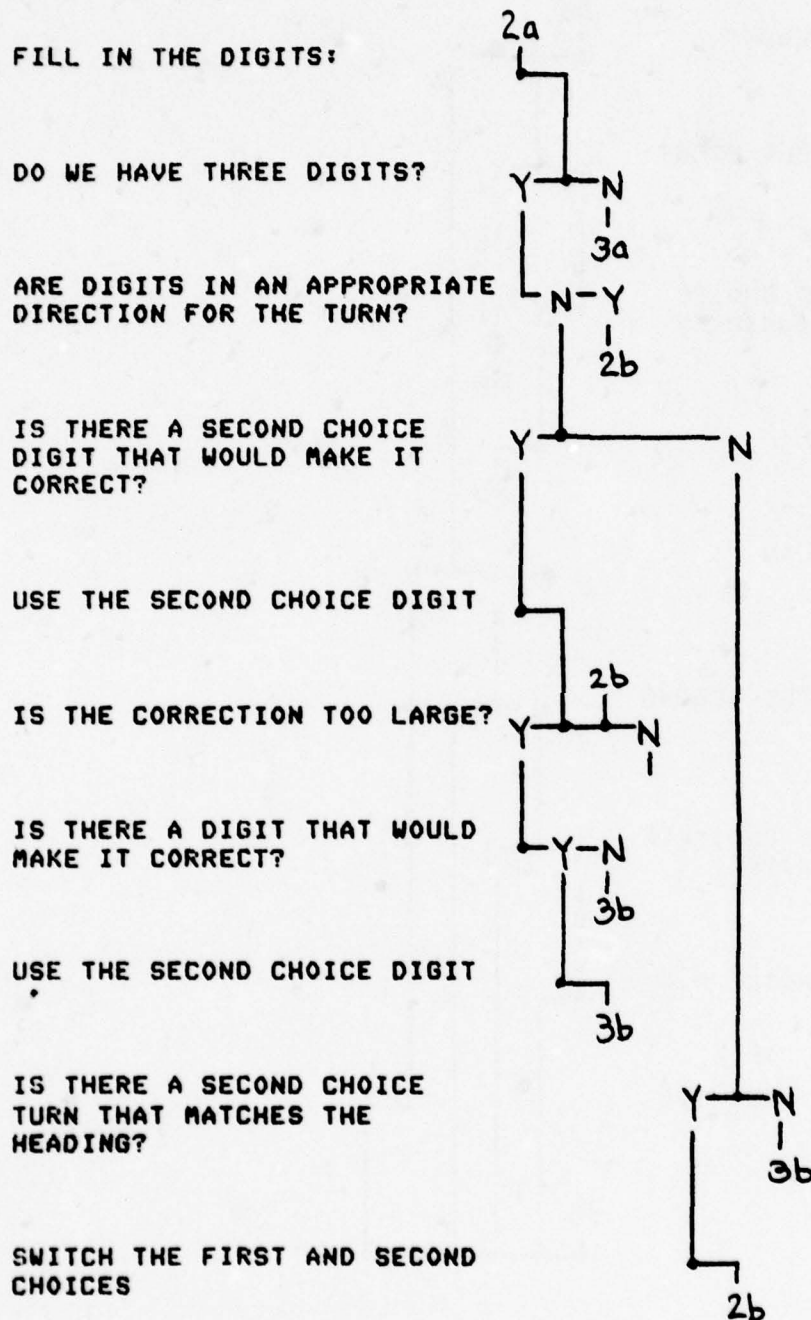 2a
FILL IN THE DIGITS:
DO WE HAVE THREE DIGITS? Y N
3a
ARE DIGITS IN AN APPROPRIATE
DIRECTION FOR THE TURN? N Y
2b
IS THERE A SECOND CHOICE
DIGIT THAT WOULD MAKE IT Y N
CORRECT?
USE THE SECOND CHOICE DIGIT
2b
IS THE CORRECTION TOO LARGE? Y N
IS THERE A DIGIT THAT WOULD
MAKE IT CORRECT? Y N
3b
USE THE SECOND CHOICE DIGIT
3b
IS THERE A SECOND CHOICE
TURN THAT MATCHES THE Y N
HEADING?
3b
SWITCH THE FIRST AND SECOND
CHOICES
2b